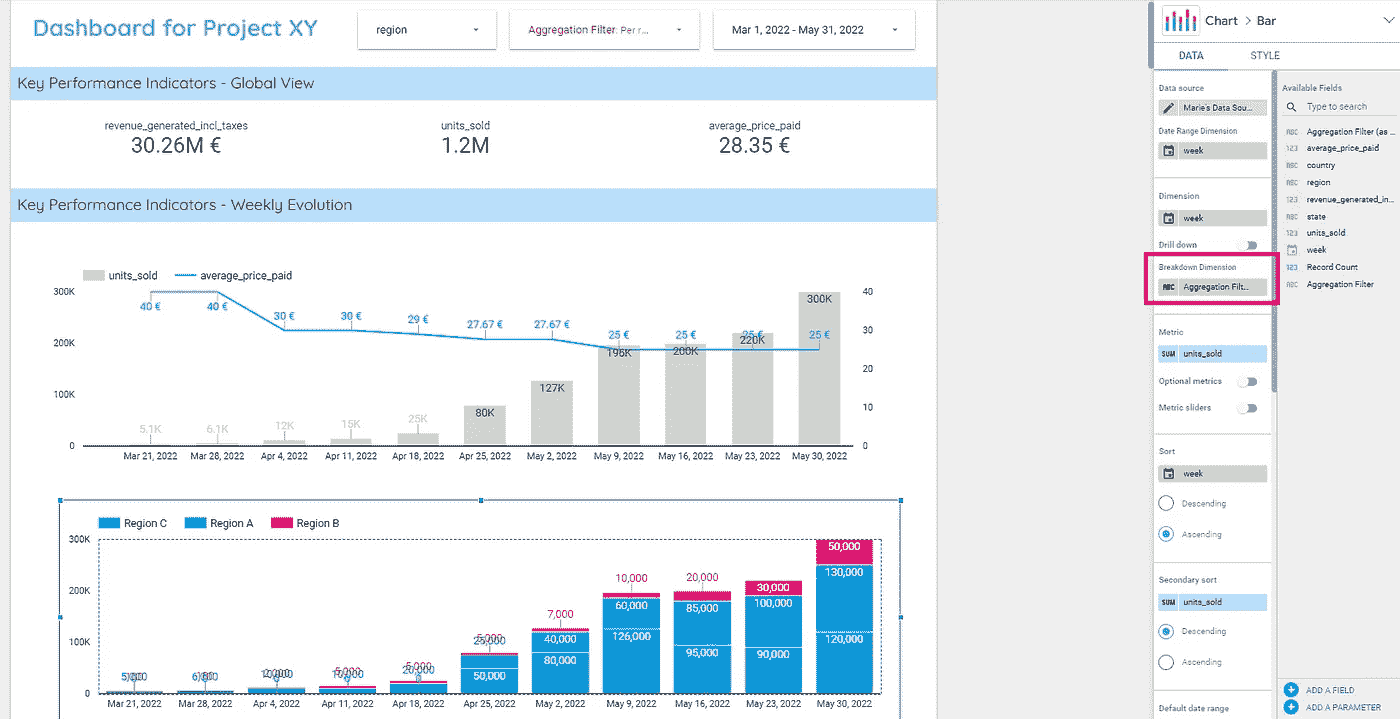 Dashboard for Project XY
region
Aggregation Filter: Per r...
Mar 1, 2022 - May 31, 2022
Key Performance Indicators - Global View
revenue_generated_incl_taxes
30.26M €
units_sold
1.2M
average_price_paid
28.35 €
Key Performance Indicators - Weekly Evolution
units_sold
average_price_paid
300K
200K
100K
0
40
30
20
10
0
40 €
40 €
30 €
30 €
29 €
27.67 €
27.67 €
25 €
25 €
25 €
25 €
5.1K
6.1K
12K
15K
25K
80K
127K
196K
200K
220K
300K
Mar 21, 2022
Mar 28, 2022
Apr 4, 2022
Apr 11, 2022
Apr 18, 2022
Apr 25, 2022
May 2, 2022
May 9, 2022
May 16, 2022
May 23, 2022
May 30, 2022
Region C
Region A
Region B
300K
200K
100K
0
5,000
5,000
20,000
5,000
25,000
50,000
7,000
40,000
80,000
10,000
60,000
126,000
20,000
85,000
95,000
30,000
100,000
90,000
50,000
130,000
120,000
Mar 21, 2022
Mar 28, 2022
Apr 4, 2022
Apr 11, 2022
Apr 18, 2022
Apr 25, 2022
May 2, 2022
May 9, 2022
May 16, 2022
May 23, 2022
May 30, 2022
Chart > Bar
DATA
STYLE
Data source
Marie's Data Sou...
Date Range Dimension
week
Dimension
week
Drill down
Breakdown Dimension
ABC Aggregation Filt...
Metric
SUM units_sold
Optional metrics
Metric sliders
Sort
week
Descending
Ascending
Secondary sort
SUM units_sold
Descending
Ascending
Default date range
Available Fields
Type to search
ABC Aggregation Filter (as ...
123 average_price_paid
ABC country
ABC region
123 revenue_generated_in...
ABC state
123 units_sold
week
123 Record Count
ABC Aggregation Filter
ADD A FIELD
ADD A PARAMETER